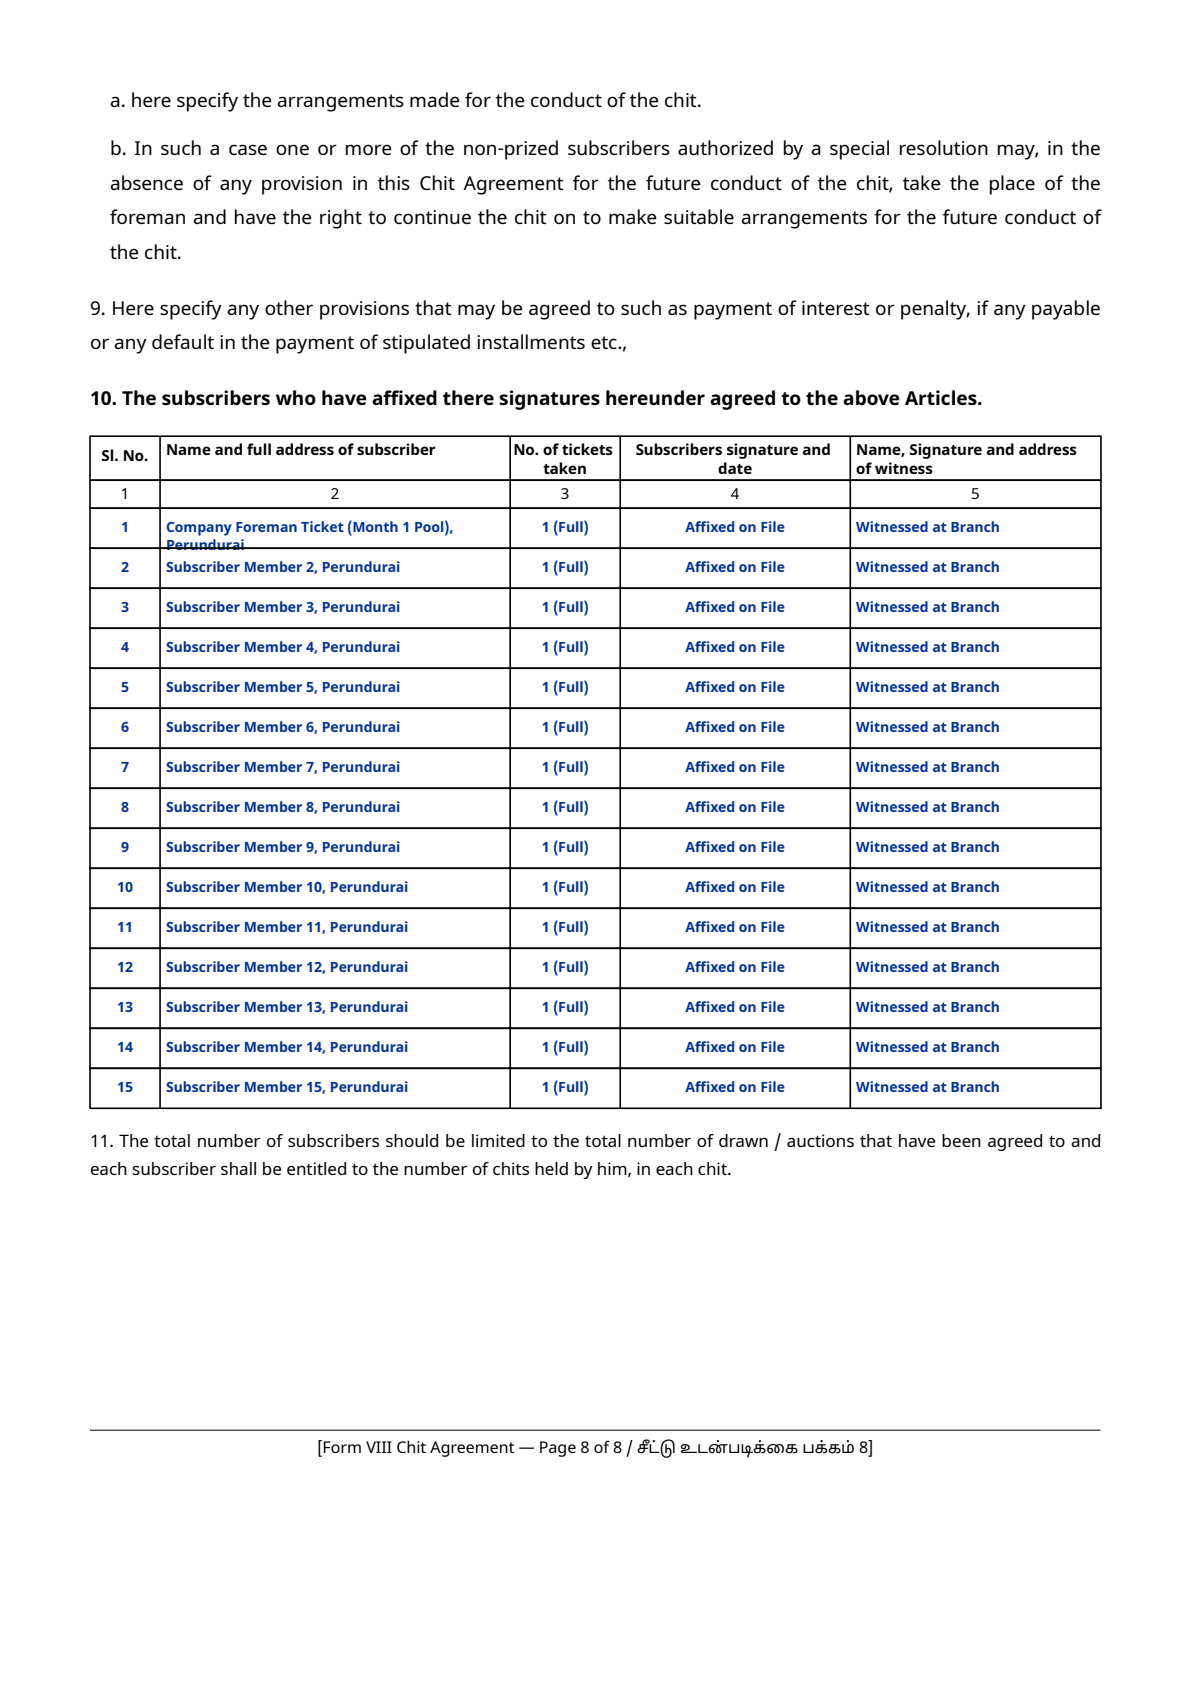 a. here specify the arrangements made for the conduct of the chit.
b. In such a case one or more of the non-prized subscribers authorized by a special resolution may, in the
absence of any provision in this Chit Agreement for the future conduct of the chit, take the place of the
foreman and have the right to continue the chit on to make suitable arrangements for the future conduct of
the chit.
9. Here specify any other provisions that may be agreed to such as payment of interest or penalty, if any payable
or any default in the payment of stipulated installments etc.,
10. The subscribers who have affixed there signatures hereunder agreed to the above Articles.
Sl. No. Name and full address of subscriber No. of tickets taken Subscribers signature and date Name, Signature and address of witness
1 2 3 4 5
1 Company Foreman Ticket (Month 1 Pool), Perundurai 1 (Full) Affixed on File Witnessed at Branch
2 Subscriber Member 2, Perundurai 1 (Full) Affixed on File Witnessed at Branch
3 Subscriber Member 3, Perundurai 1 (Full) Affixed on File Witnessed at Branch
4 Subscriber Member 4, Perundurai 1 (Full) Affixed on File Witnessed at Branch
5 Subscriber Member 5, Perundurai 1 (Full) Affixed on File Witnessed at Branch
6 Subscriber Member 6, Perundurai 1 (Full) Affixed on File Witnessed at Branch
7 Subscriber Member 7, Perundurai 1 (Full) Affixed on File Witnessed at Branch
8 Subscriber Member 8, Perundurai 1 (Full) Affixed on File Witnessed at Branch
9 Subscriber Member 9, Perundurai 1 (Full) Affixed on File Witnessed at Branch
10 Subscriber Member 10, Perundurai 1 (Full) Affixed on File Witnessed at Branch
11 Subscriber Member 11, Perundurai 1 (Full) Affixed on File Witnessed at Branch
12 Subscriber Member 12, Perundurai 1 (Full) Affixed on File Witnessed at Branch
13 Subscriber Member 13, Perundurai 1 (Full) Affixed on File Witnessed at Branch
14 Subscriber Member 14, Perundurai 1 (Full) Affixed on File Witnessed at Branch
15 Subscriber Member 15, Perundurai 1 (Full) Affixed on File Witnessed at Branch
11. The total number of subscribers should be limited to the total number of drawn / auctions that have been agreed to and
each subscriber shall be entitled to the number of chits held by him, in each chit.
[Form VIII Chit Agreement — Page 8 of 8 / சீட்டு உடன்படிக்கை பக்கம் 8]